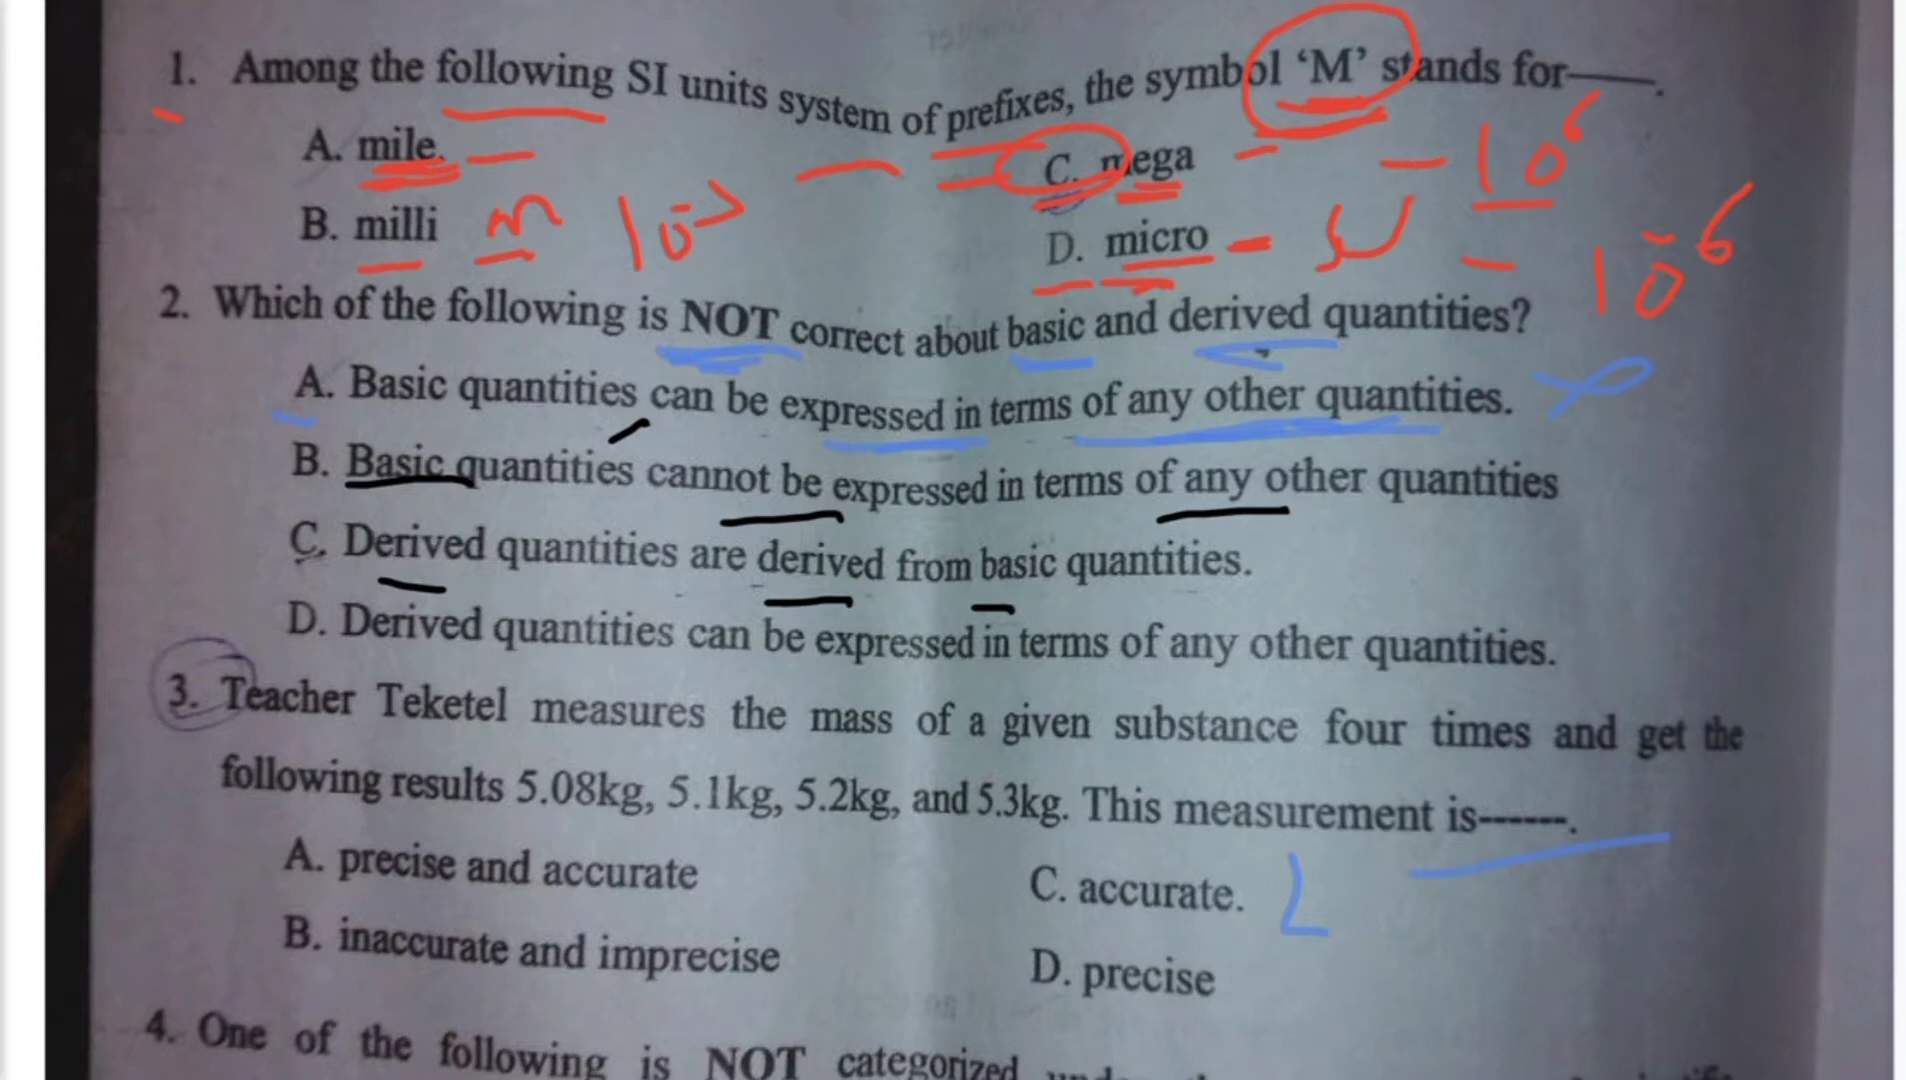 1. Among the following SI units system of prefixes, the symbol ‘M’ stands for——.
A. mile.
C. mega – 10⁶
B. milli m 10⁻³
D. micro – μ – 10⁻⁶
2. Which of the following is NOT correct about basic and derived quantities?
A. Basic quantities can be expressed in terms of any other quantities.
B. Basic quantities cannot be expressed in terms of any other quantities
C. Derived quantities are derived from basic quantities.
D. Derived quantities can be expressed in terms of any other quantities.
3. Teacher Teketel measures the mass of a given substance four times and get the
following results 5.08kg, 5.1kg, 5.2kg, and 5.3kg. This measurement is------.
A. precise and accurate
C. accurate.
B. inaccurate and imprecise
D. precise
4. One of the following is NOT categorized